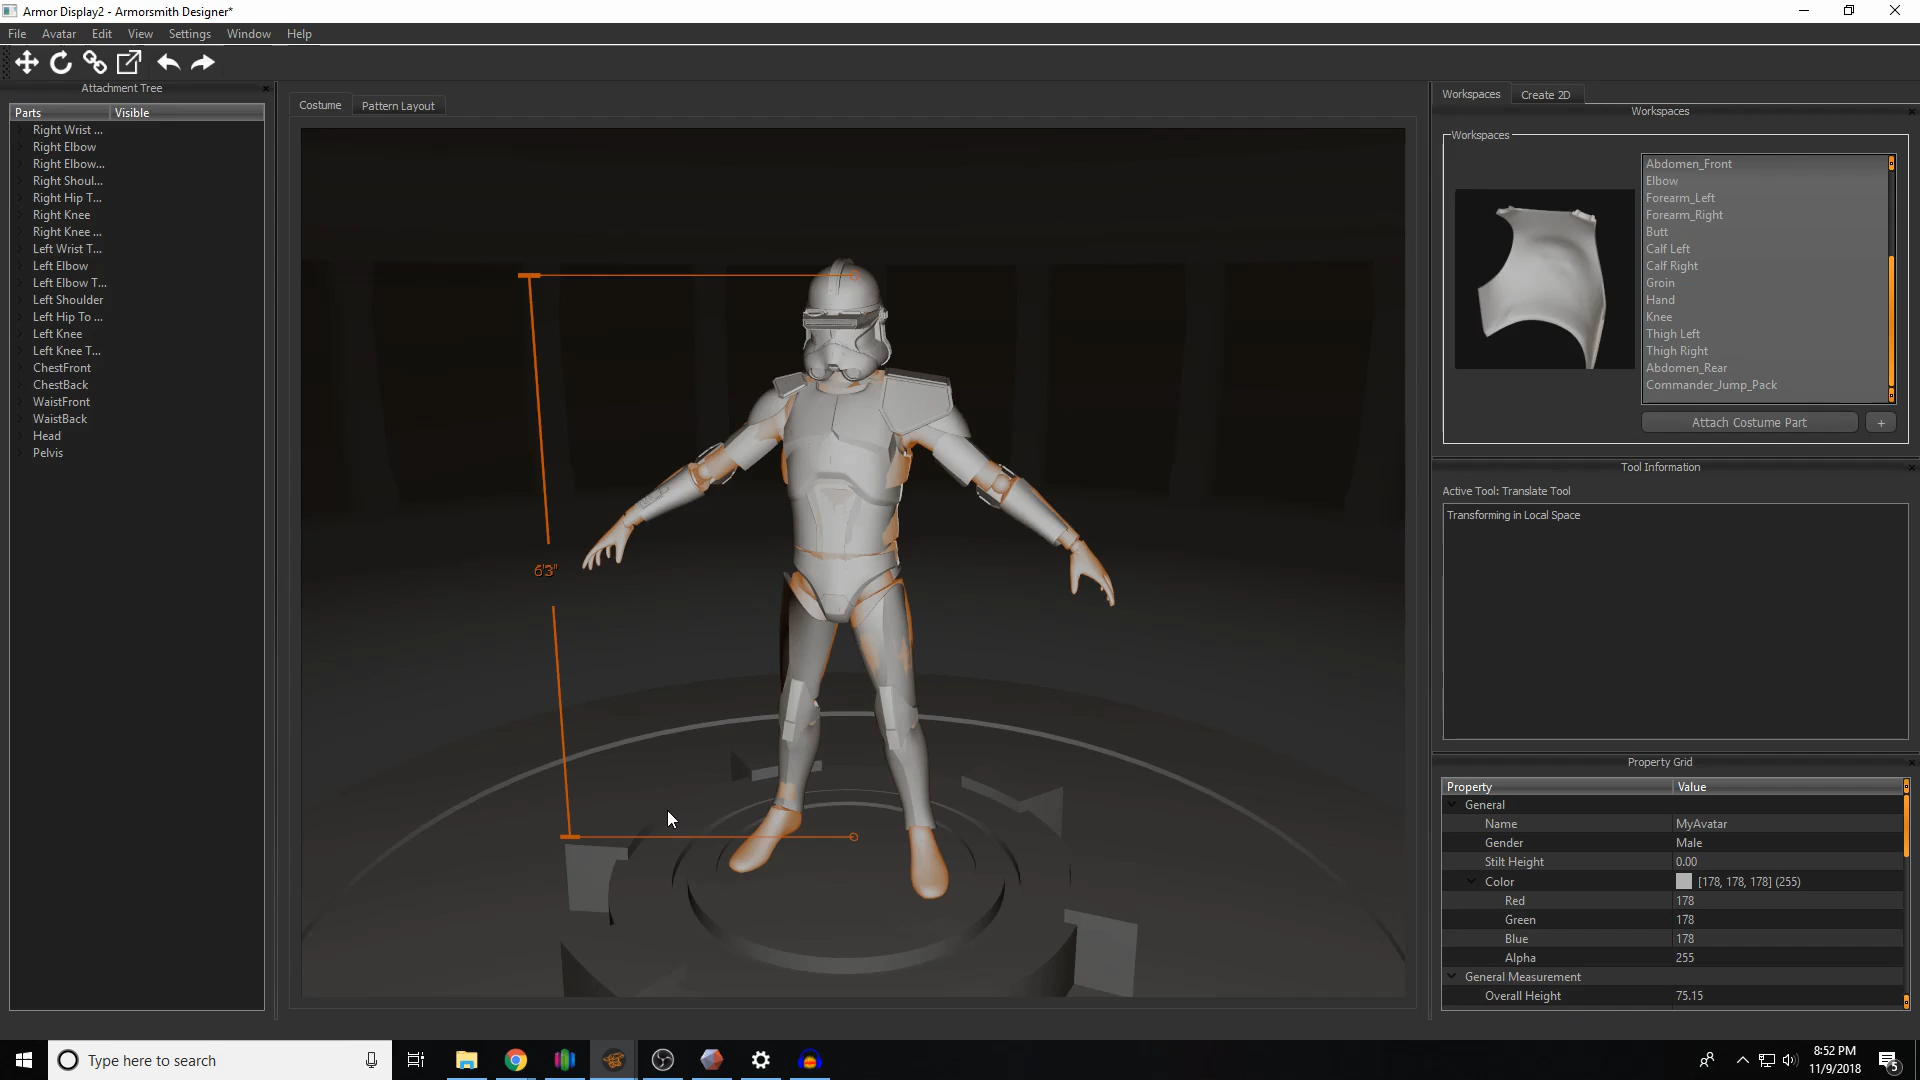 Armor Display2 - Armorsmith Designer*
File Avatar Edit View Settings Window Help
Attachment Tree
Parts Visible
Right Wrist ...
Right Elbow
Right Elbow...
Right Shoul...
Right Hip T...
Right Knee
Right Knee ...
Left Wrist T...
Left Elbow
Left Elbow T...
Left Shoulder
Left Hip To ...
Left Knee
Left Knee T...
ChestFront
ChestBack
WaistFront
WaistBack
Head
Pelvis
Costume Pattern Layout
6'3"
Workspaces Create 2D
Workspaces
Workspaces
Abdomen_Front
Elbow
Forearm_Left
Forearm_Right
Butt
Calf Left
Calf Right
Groin
Hand
Knee
Thigh Left
Thigh Right
Abdomen_Rear
Commander_Jump_Pack
Attach Costume Part +
Tool Information
Active Tool: Translate Tool
Transforming in Local Space
Property Grid
Property Value
General
Name MyAvatar
Gender Male
Stilt Height 0.00
Color [178, 178, 178] (255)
Red 178
Green 178
Blue 178
Alpha 255
General Measurement
Overall Height 75.15
Type here to search
8:52 PM
11/9/2018
5